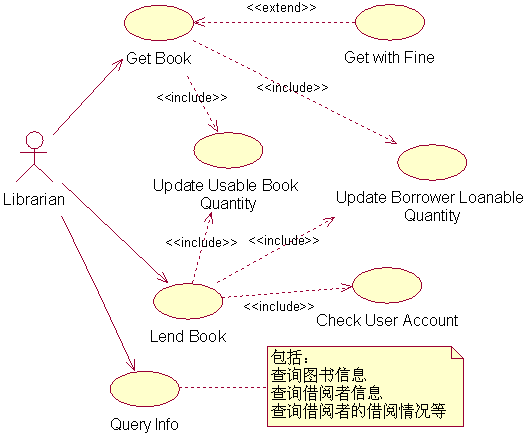 <<extend>>
Get Book
Get with Fine
<<include>>
<<include>>
Librarian
Update Usable Book
Quantity
Update Borrower Loanable
Quantity
<<include>>
<<include>>
<<include>>
Lend Book
Check User Account
包括：
查询图书信息
查询借阅者信息
查询借阅者的借阅情况等
Query Info